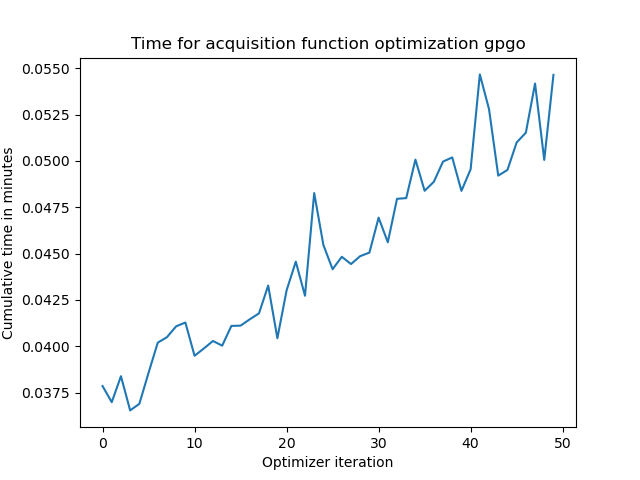 Time for acquisition function optimization gpgo
0.0550
0.0525
0.0500
0.0475
0.0450
0.0425
0.0400
0.0375
Cumulative time in minutes
0 10 20 30 40 50
Optimizer iteration